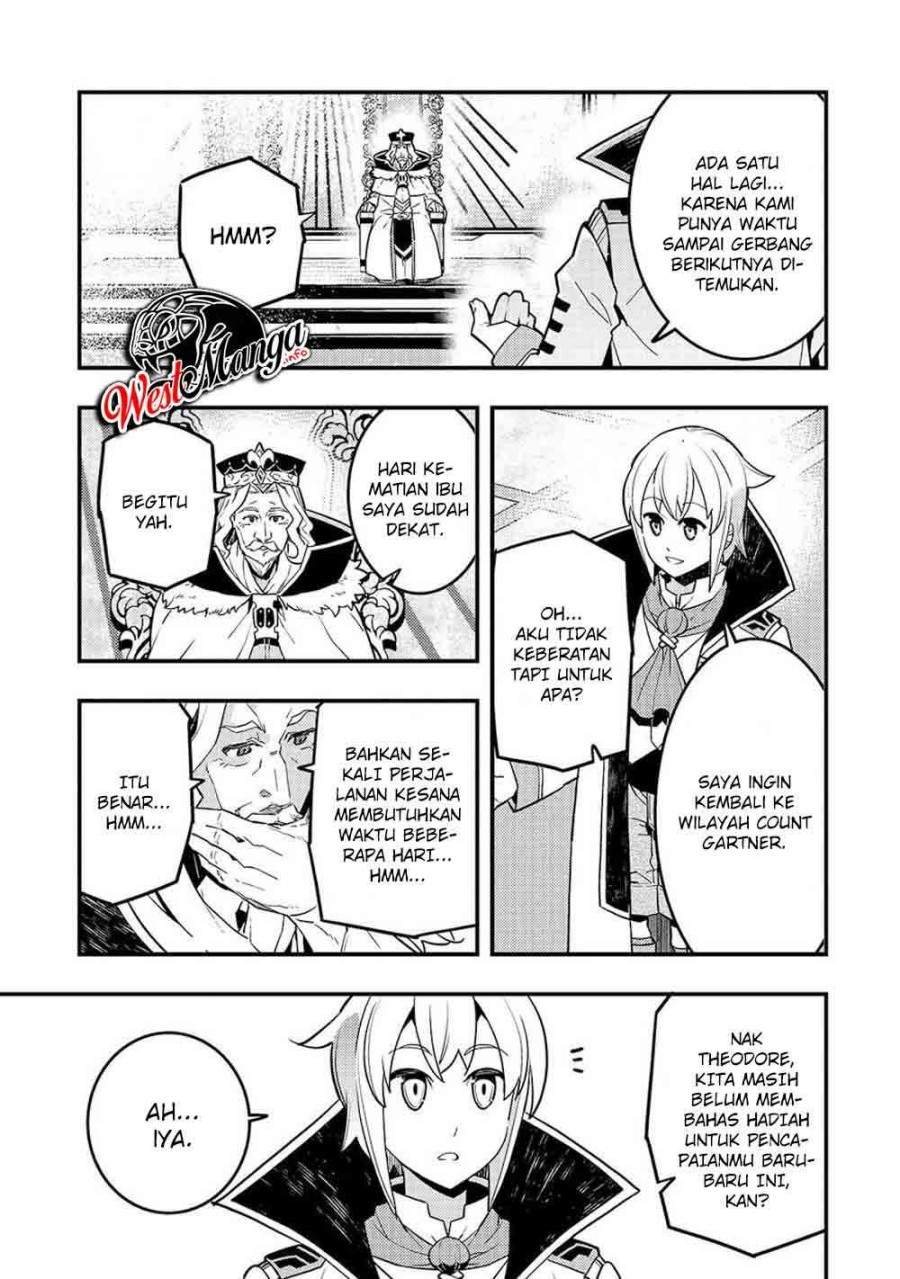 ADA SATU
HAL LAGI...
KARENA KAMI
PUNYA WAKTU
SAMPAI GERBANG
BERIKUTNYA DI-
TEMUKAN.
HMM?
WESTMANGA
.info
OH...
AKU TIDAK
KEBERATAN
TAPI UNTUK
APA?
SAYA INGIN
KEMBALI KE
WILAYAH COUNT
GARTNER.
HARI KE-
MATIAN IBU
SAYA SUDAH
DEKAT.
BEGITU
YAH.
BAHKAN SE-
KALI PERJA-
LANAN KESANA
MEMBUTUHKAN
WAKTU BEBE-
RAPA HARI...
HMM...
ITU
BENAR...
HMM...
NAK
THEODORE,
KITA MASIH
BELUM MEM-
BAHAS HADIAH
UNTUK PENCA-
PAIANMU BARU-
BARU INI,
KAN?
AH...
IYA.